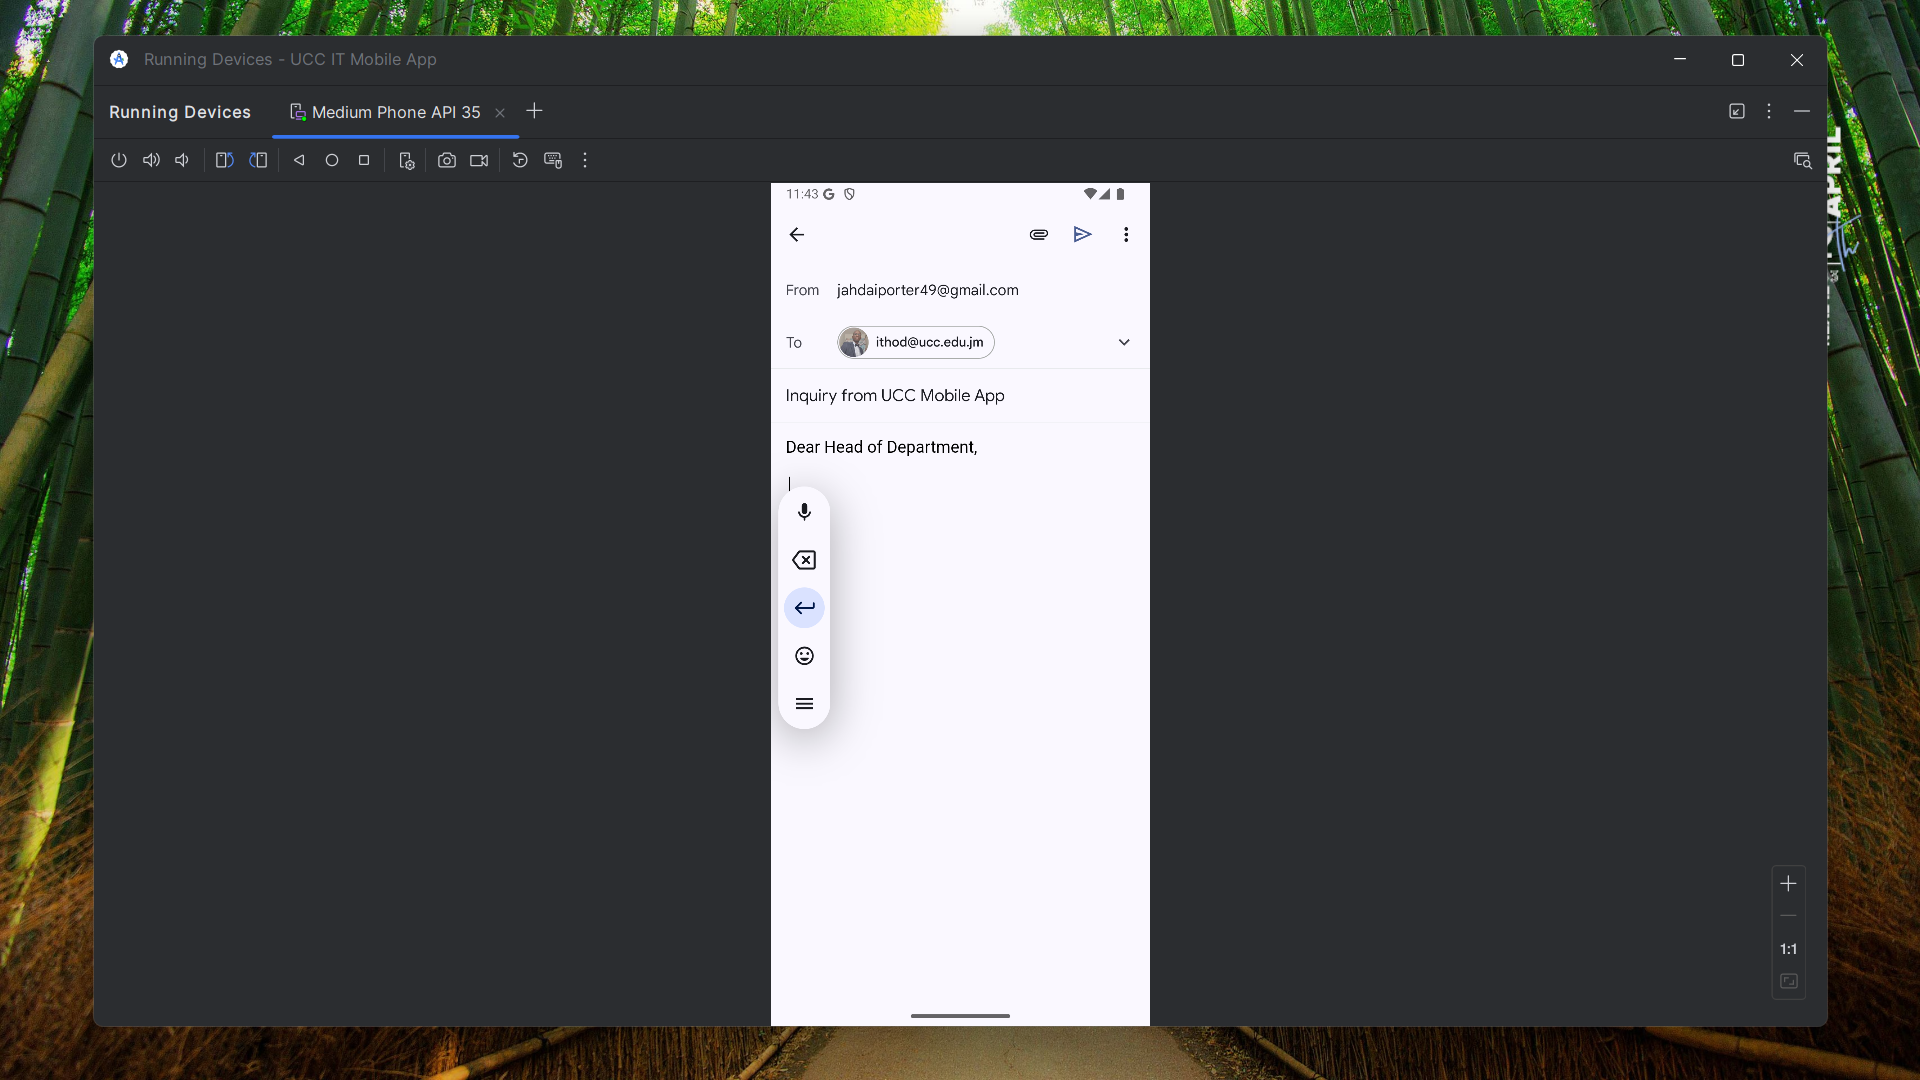 Running Devices - UCC IT Mobile App
Running Devices
Medium Phone API 35
11:43
From jahdaiporter49@gmail.com
To ithod@ucc.edu.jm
Inquiry from UCC Mobile App
Dear Head of Department,
1:1
APRIL